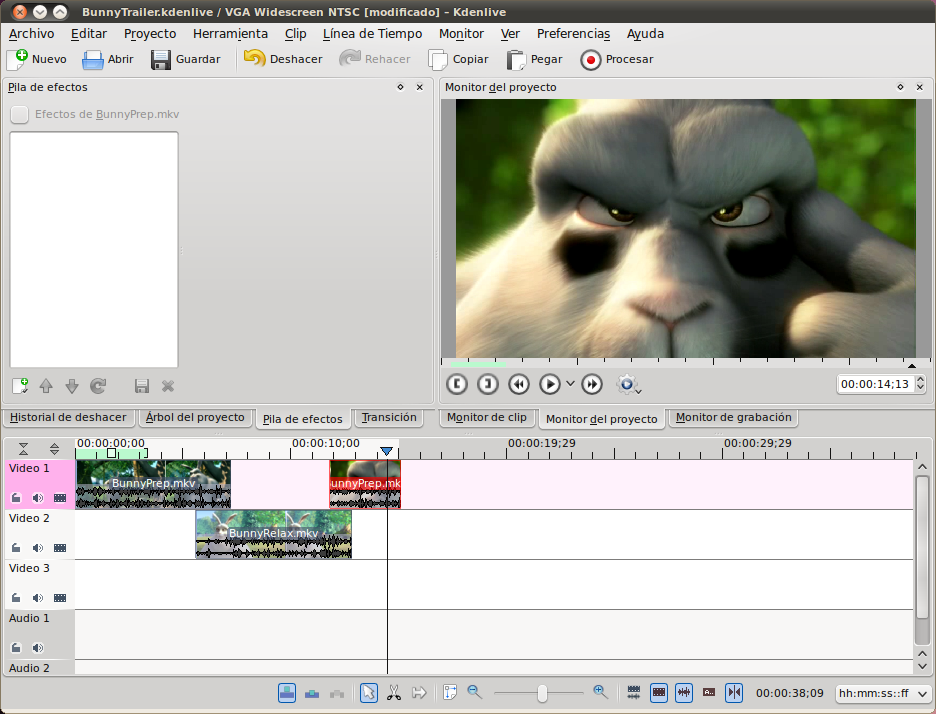 BunnyTrailer.kdenlive / VGA Widescreen NTSC [modificado] – Kdenlive
Archivo Editar Proyecto Herramienta Clip Línea de Tiempo Monitor Ver Preferencias Ayuda
Nuevo Abrir Guardar Deshacer Rehacer Copiar Pegar Procesar
Pila de efectos
Efectos de BunnyPrep.mkv
Monitor del proyecto
00:00:14;13
Historial de deshacer Árbol del proyecto Pila de efectos Transición
Monitor de clip Monitor del proyecto Monitor de grabación
00:00:00;00 00:00:10;00 00:00:19;29 00:00:29;29
Video 1
BunnyPrep.mkv
unnyPrep.mk
Video 2
BunnyRelax.mkv
Video 3
Audio 1
Audio 2
00:00:38;09 hh:mm:ss::ff